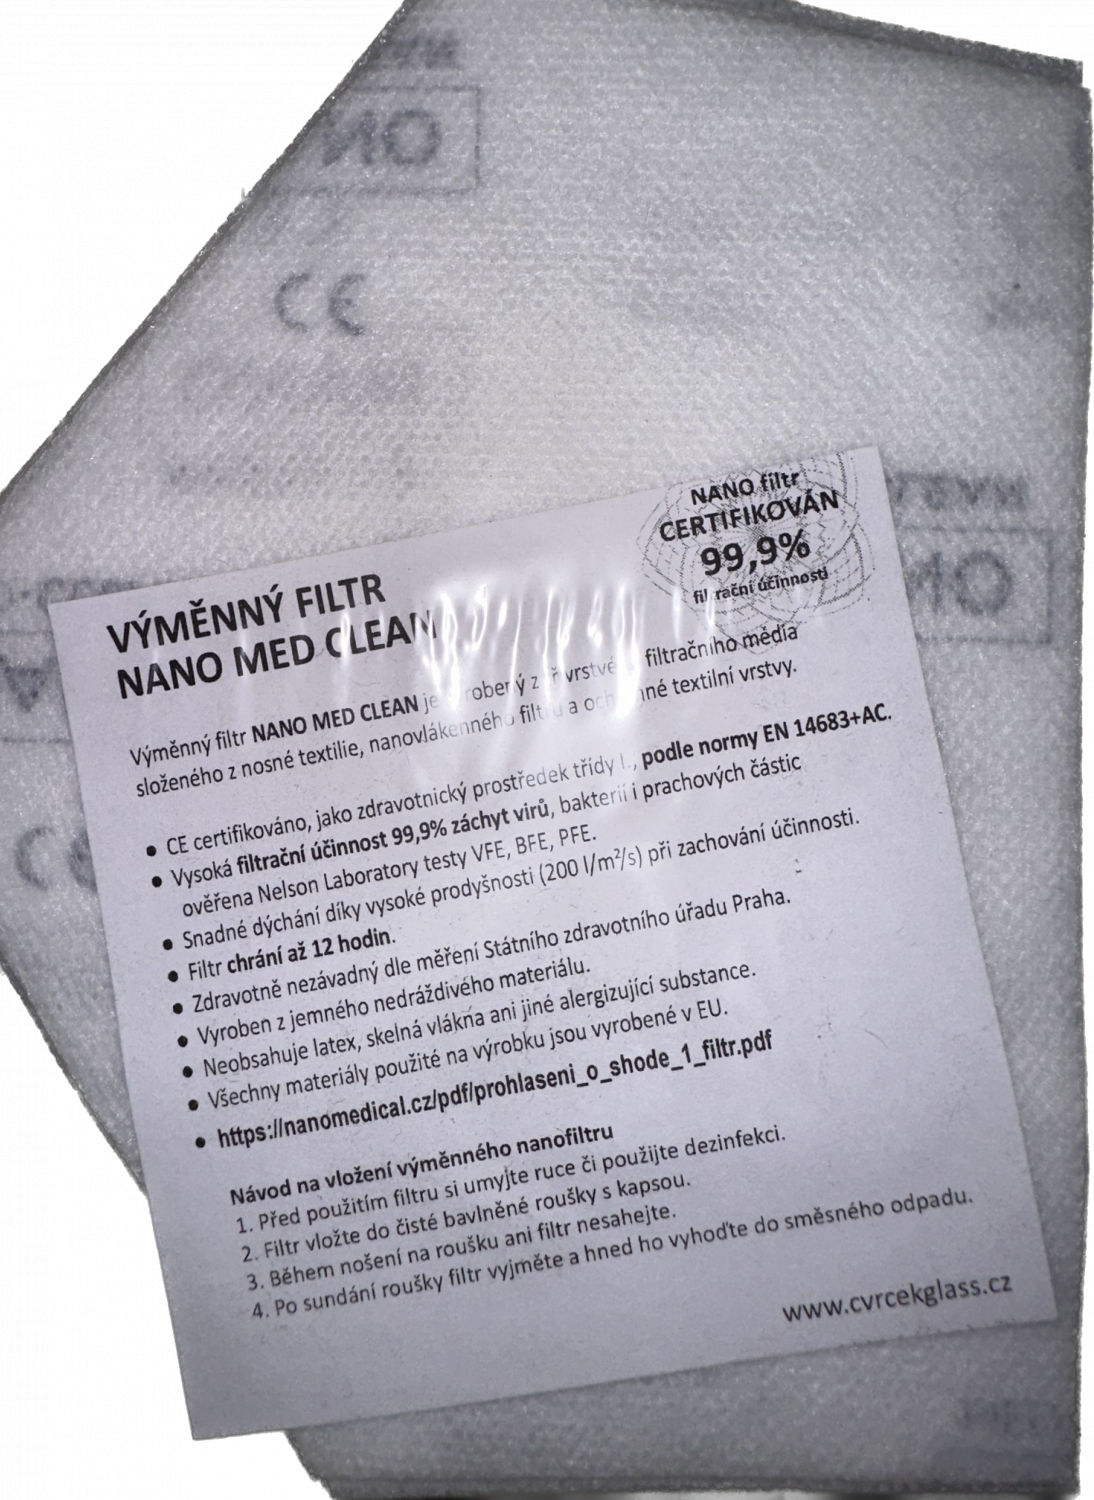 NANO
CE
NANO filtr
CERTIFIKOVÁN
99,9%
filtrační účinnosti
VÝMĚNNÝ FILTR
NANO MED CLEAN
Výměnný filtr NANO MED CLEAN je z filtračního média
složeného z nosné textilie, nanovlákenného filtru a textilní vrstvy.
• CE certifikováno, jako zdravotnický prostředek třídy I., podle normy EN 14683+AC.
• Vysoká filtrační účinnost 99,9% záchyt virů, bakterií i prachových částic
ověřena Nelson Laboratory testy VFE, BFE, PFE.
• Snadné dýchání díky vysoké prodyšnosti (200 l/m²/s) při zachování účinnosti.
• Filtr chrání až 12 hodin.
• Zdravotně nezávadný dle měření Státního zdravotního úřadu Praha.
• Vyroben z jemného nedráždivého materiálu.
• Neobsahuje latex, skelná vlákna ani jiné alergizující substance.
• Všechny materiály použité na výrobku jsou vyrobené v EU.
• https://nanomedical.cz/pdf/prohlaseni_o_shode_1_filtr.pdf
Návod na vložení výměnného nanofiltru
1. Před použitím filtru si umyjte ruce či použijte dezinfekci.
2. Filtr vložte do čisté bavlněné roušky s kapsou.
3. Během nošení na roušku ani filtr nesahejte.
4. Po sundání roušky filtr vyjměte a hned ho vyhoďte do směsného odpadu.
www.cvrcekglass.cz